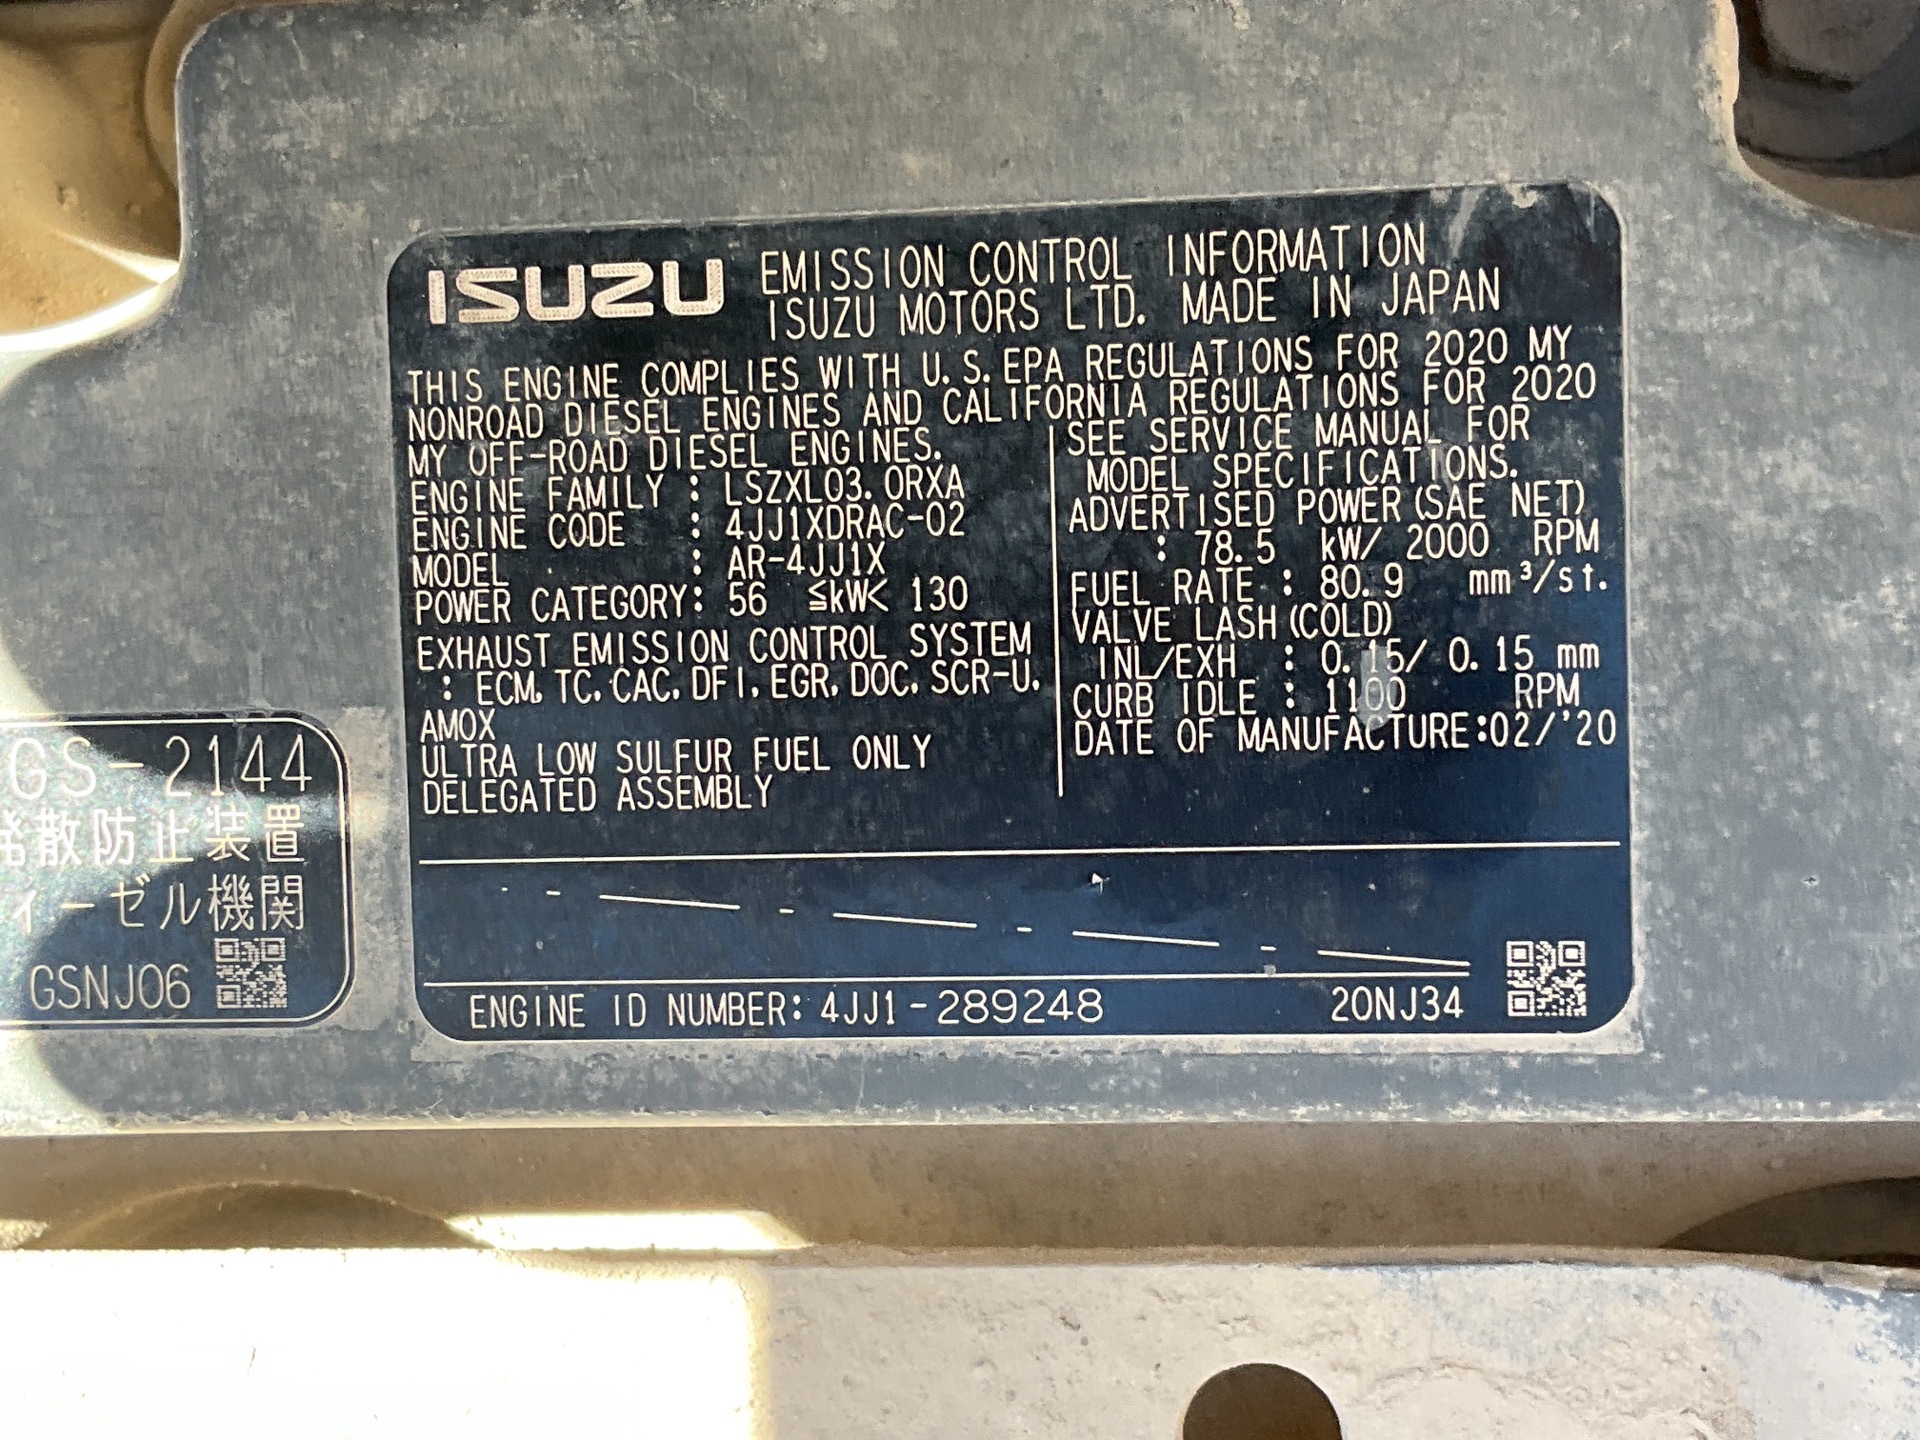 ISUZU EMISSION CONTROL INFORMATION
ISUZU MOTORS LTD. MADE IN JAPAN
THIS ENGINE COMPLIES WITH U.S.EPA REGULATIONS FOR 2020 MY
NONROAD DIESEL ENGINES AND CALIFORNIA REGULATIONS FOR 2020
MY OFF-ROAD DIESEL ENGINES.
ENGINE FAMILY : LSZXL03.0RXA
ENGINE CODE : 4JJ1XDRAC-02
MODEL : AR-4JJ1X
POWER CATEGORY: 56 ≦kW< 130
EXHAUST EMISSION CONTROL SYSTEM
: ECM, TC, CAC, DFI, EGR, DOC, SCR-U,
AMOX
ULTRA LOW SULFUR FUEL ONLY
DELEGATED ASSEMBLY
SEE SERVICE MANUAL FOR
MODEL SPECIFICATIONS.
ADVERTISED POWER(SAE NET)
: 78.5 kW/ 2000 RPM
FUEL RATE : 80.9 mm³/st.
VALVE LASH(COLD)
INL/EXH : 0.15/ 0.15 mm
CURB IDLE : 1100 RPM
DATE OF MANUFACTURE:02/'20
ENGINE ID NUMBER: 4JJ1-289248 20NJ34
GS-2144
発散防止装置
ィーゼル機関
GSNJ06